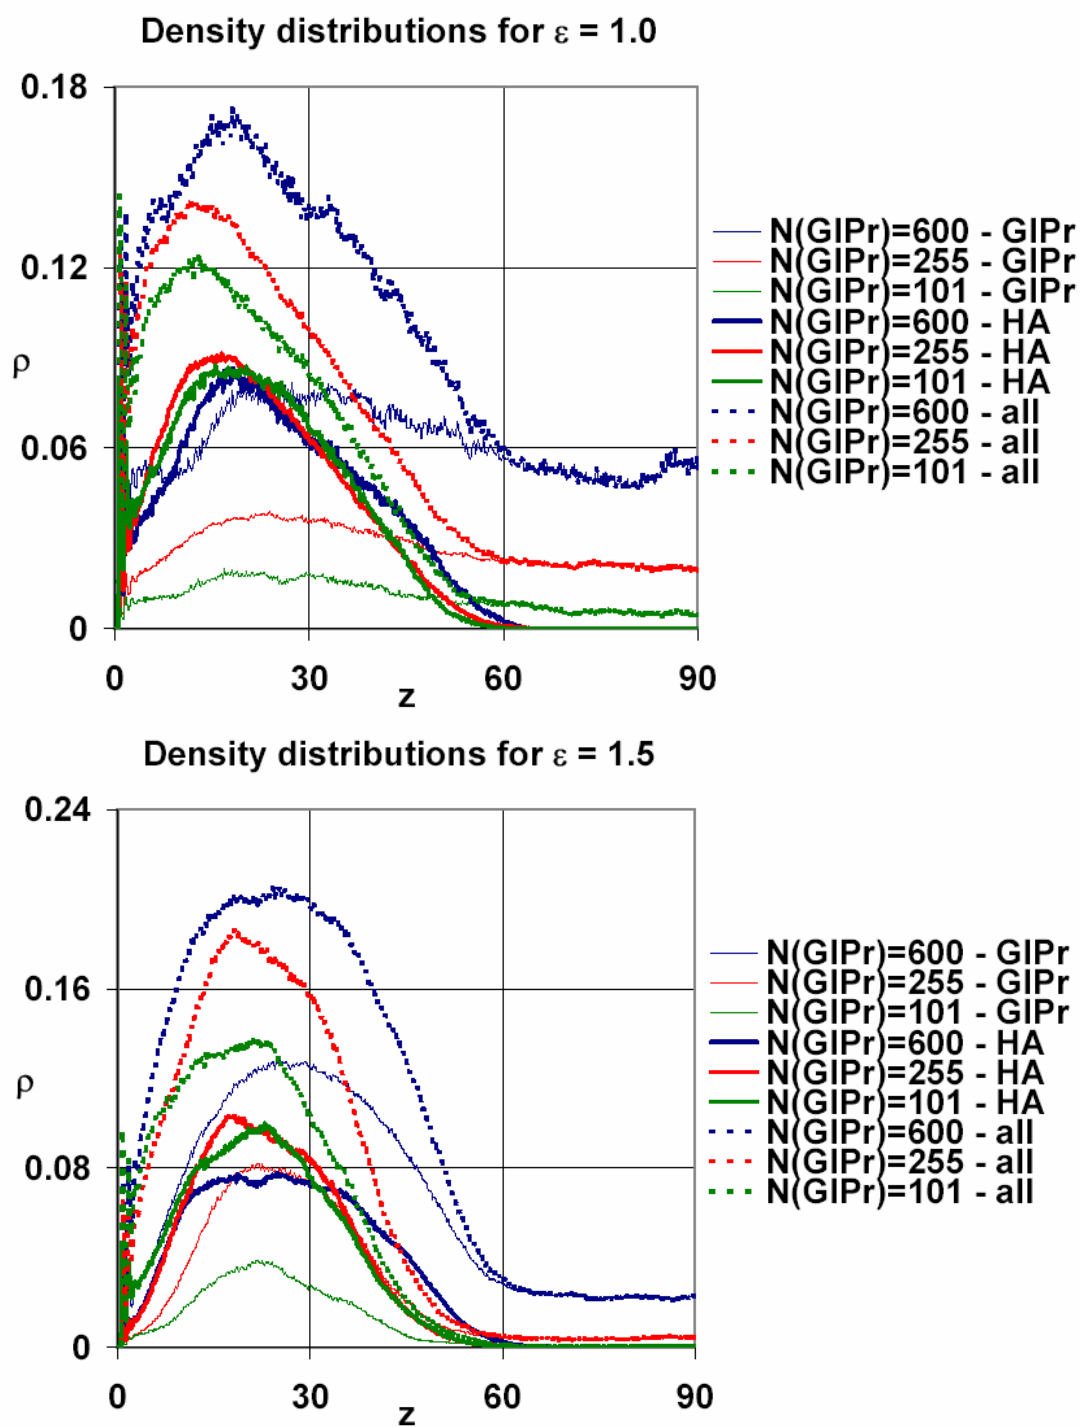 Density distributions for ε = 1.0
0.18
0.12
ρ
0.06
0
0
30
60
90
z
N(GlPr)=600 - GlPr
N(GlPr)=255 - GlPr
N(GlPr)=101 - GlPr
N(GlPr)=600 - HA
N(GlPr)=255 - HA
N(GlPr)=101 - HA
N(GlPr)=600 - all
N(GlPr)=255 - all
N(GlPr)=101 - all
Density distributions for ε = 1.5
0.24
0.16
ρ
0.08
0
0
30
60
90
z
N(GlPr)=600 - GlPr
N(GlPr)=255 - GlPr
N(GlPr)=101 - GlPr
N(GlPr)=600 - HA
N(GlPr)=255 - HA
N(GlPr)=101 - HA
N(GlPr)=600 - all
N(GlPr)=255 - all
N(GlPr)=101 - all